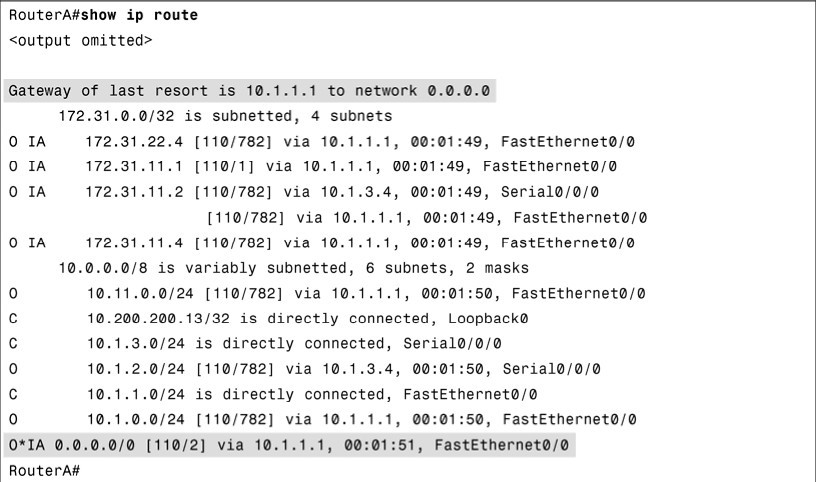 RouterA#show ip route
<output omitted>
Gateway of last resort is 10.1.1.1 to network 0.0.0.0
172.31.0.0/32 is subnetted, 4 subnets
O IA 172.31.22.4 [110/782] via 10.1.1.1, 00:01:49, FastEthernet0/0
O IA 172.31.11.1 [110/1] via 10.1.1.1, 00:01:49, FastEthernet0/0
O IA 172.31.11.2 [110/782] via 10.1.3.4, 00:01:49, Serial0/0/0
[110/782] via 10.1.1.1, 00:01:49, FastEthernet0/0
O IA 172.31.11.4 [110/782] via 10.1.1.1, 00:01:49, FastEthernet0/0
10.0.0.0/8 is variably subnetted, 6 subnets, 2 masks
O 10.11.0.0/24 [110/782] via 10.1.1.1, 00:01:50, FastEthernet0/0
C 10.200.200.13/32 is directly connected, Loopback0
C 10.1.3.0/24 is directly connected, Serial0/0/0
O 10.1.2.0/24 [110/782] via 10.1.3.4, 00:01:50, Serial0/0/0
C 10.1.1.0/24 is directly connected, FastEthernet0/0
O 10.1.0.0/24 [110/782] via 10.1.1.1, 00:01:50, FastEthernet0/0
O*IA 0.0.0.0/0 [110/2] via 10.1.1.1, 00:01:51, FastEthernet0/0
RouterA#